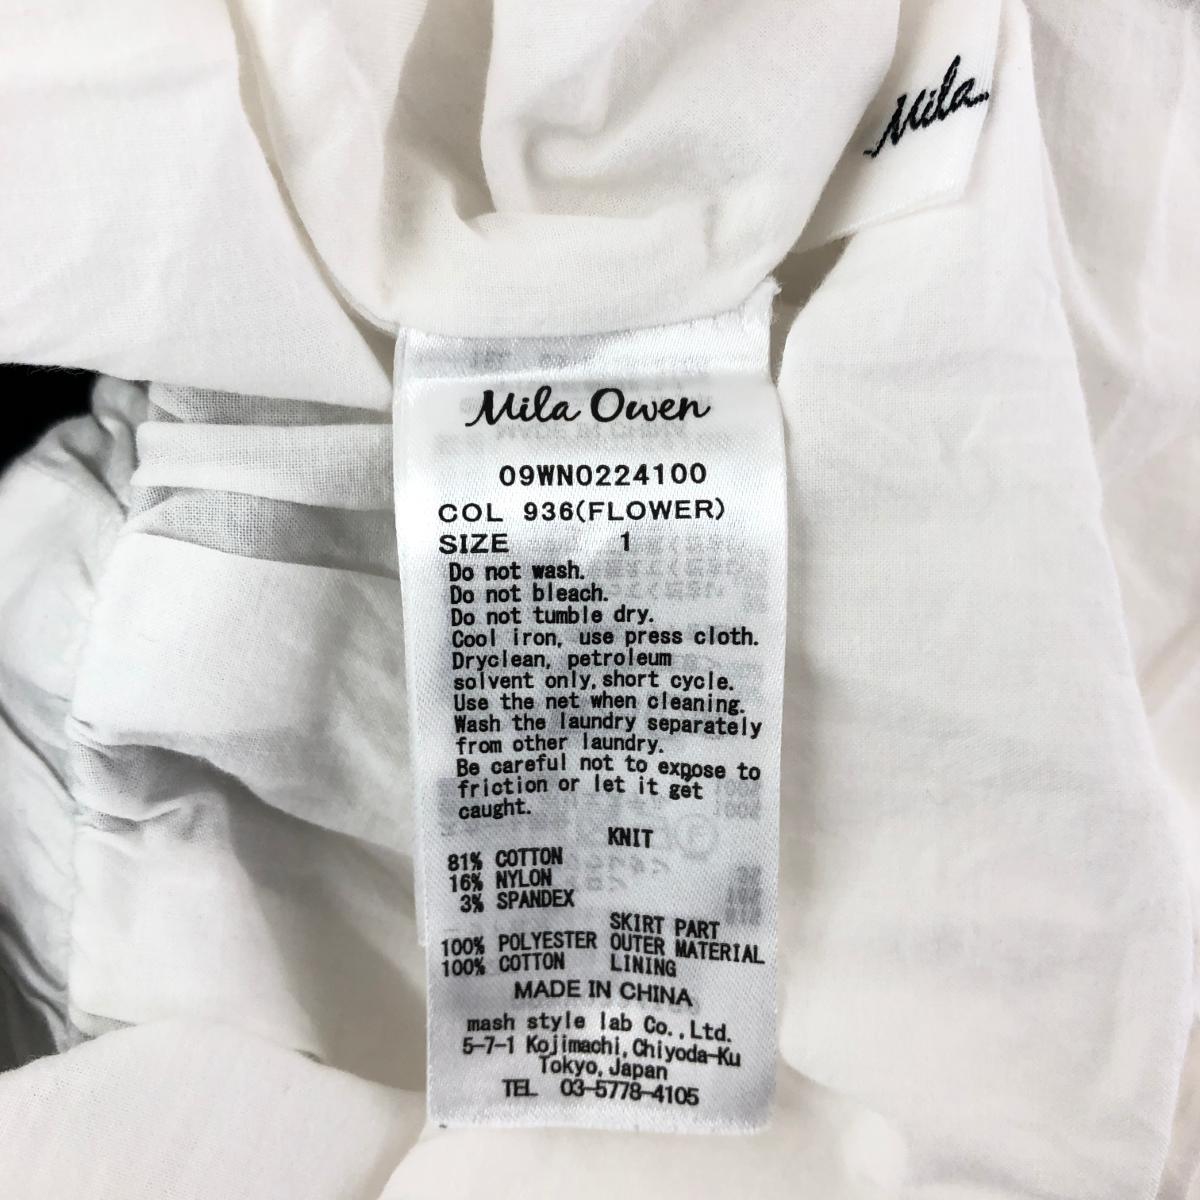 Mila
Mila Owen
09WN0224100
COL 936(FLOWER)
SIZE 1
Do not wash.
Do not bleach.
Do not tumble dry.
Cool iron, use press cloth.
Dryclean, petroleum
solvent only,short cycle.
Use the net when cleaning.
Wash the laundry separately
from other laundry.
Be careful not to expose to
friction or let it get
caught.
KNIT
81% COTTON
16% NYLON
3% SPANDEX
SKIRT PART
100% POLYESTER OUTER MATERIAL
100% COTTON LINING
MADE IN CHINA
mash style lab Co.,Ltd.
5-7-1 Kojimachi,Chiyoda-Ku
Tokyo,Japan
TEL 03-5778-4105